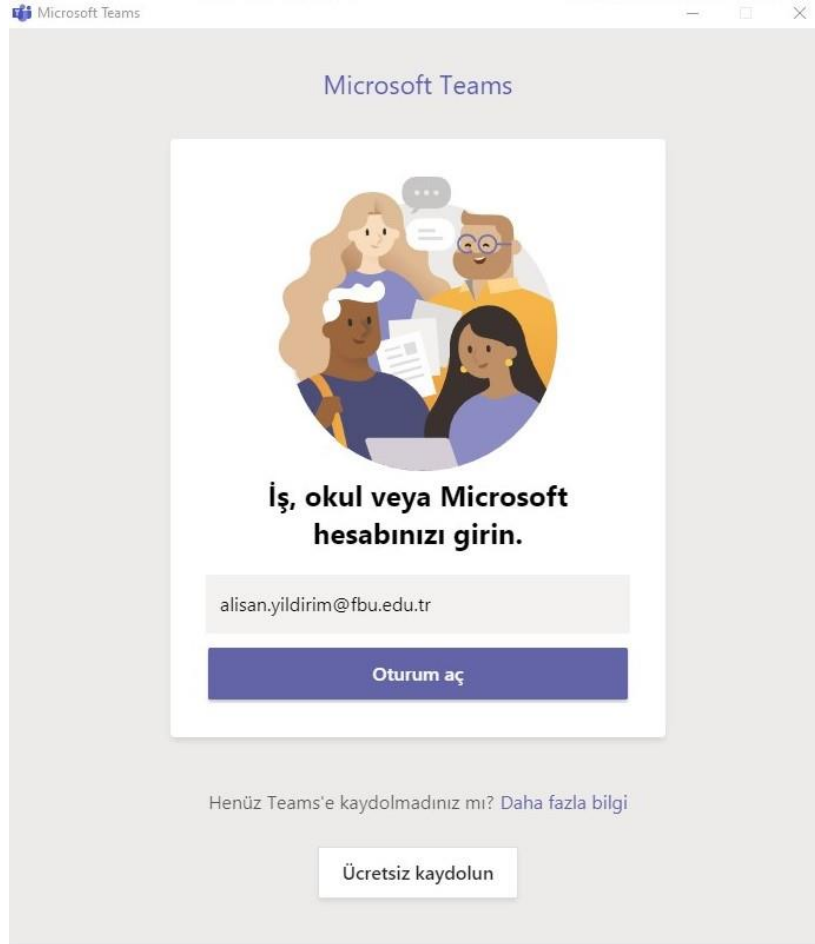 Microsoft Teams
Microsoft Teams
İş, okul veya Microsoft
hesabınızı girin.
alisan.yildirim@fbu.edu.tr
Oturum aç
Henüz Teams'e kaydolmadınız mı? Daha fazla bilgi
Ücretsiz kaydolun